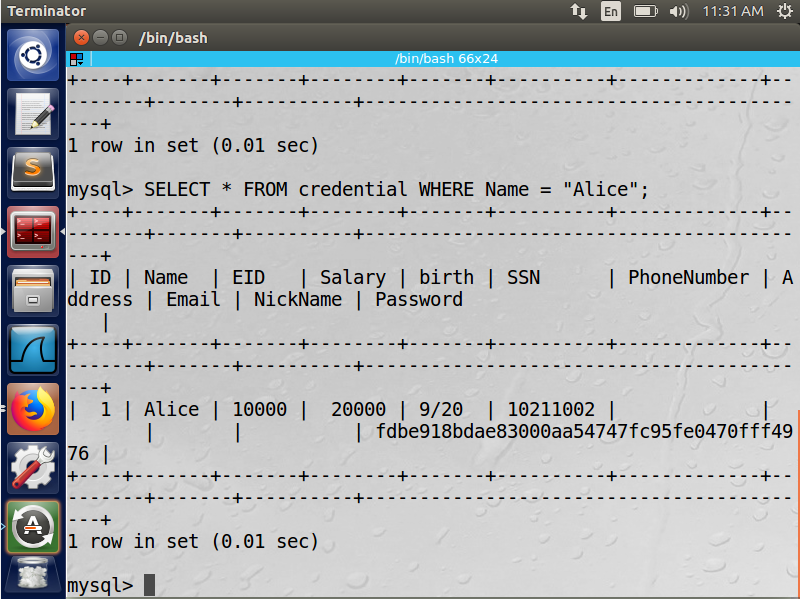 Terminator
En
11:31 AM
/bin/bash
/bin/bash 66x24
+----+-------+-------+--------+-------+----------+-------------+--
-------+-------+----------+---------------------------------------
---+
1 row in set (0.01 sec)
mysql> SELECT * FROM credential WHERE Name = "Alice";
+----+-------+-------+--------+-------+----------+-------------+--
-------+-------+----------+---------------------------------------
---+
| ID | Name  | EID   | Salary | birth | SSN      | PhoneNumber | A
ddress | Email | NickName | Password
   |
+----+-------+-------+--------+-------+----------+-------------+--
-------+-------+----------+---------------------------------------
---+
|  1 | Alice | 10000 |  20000 | 9/20  | 10211002 |             |
       |       |          | fdbe918bdae83000aa54747fc95fe0470fff49
76 |
+----+-------+-------+--------+-------+----------+-------------+--
-------+-------+----------+---------------------------------------
---+
1 row in set (0.01 sec)
mysql>